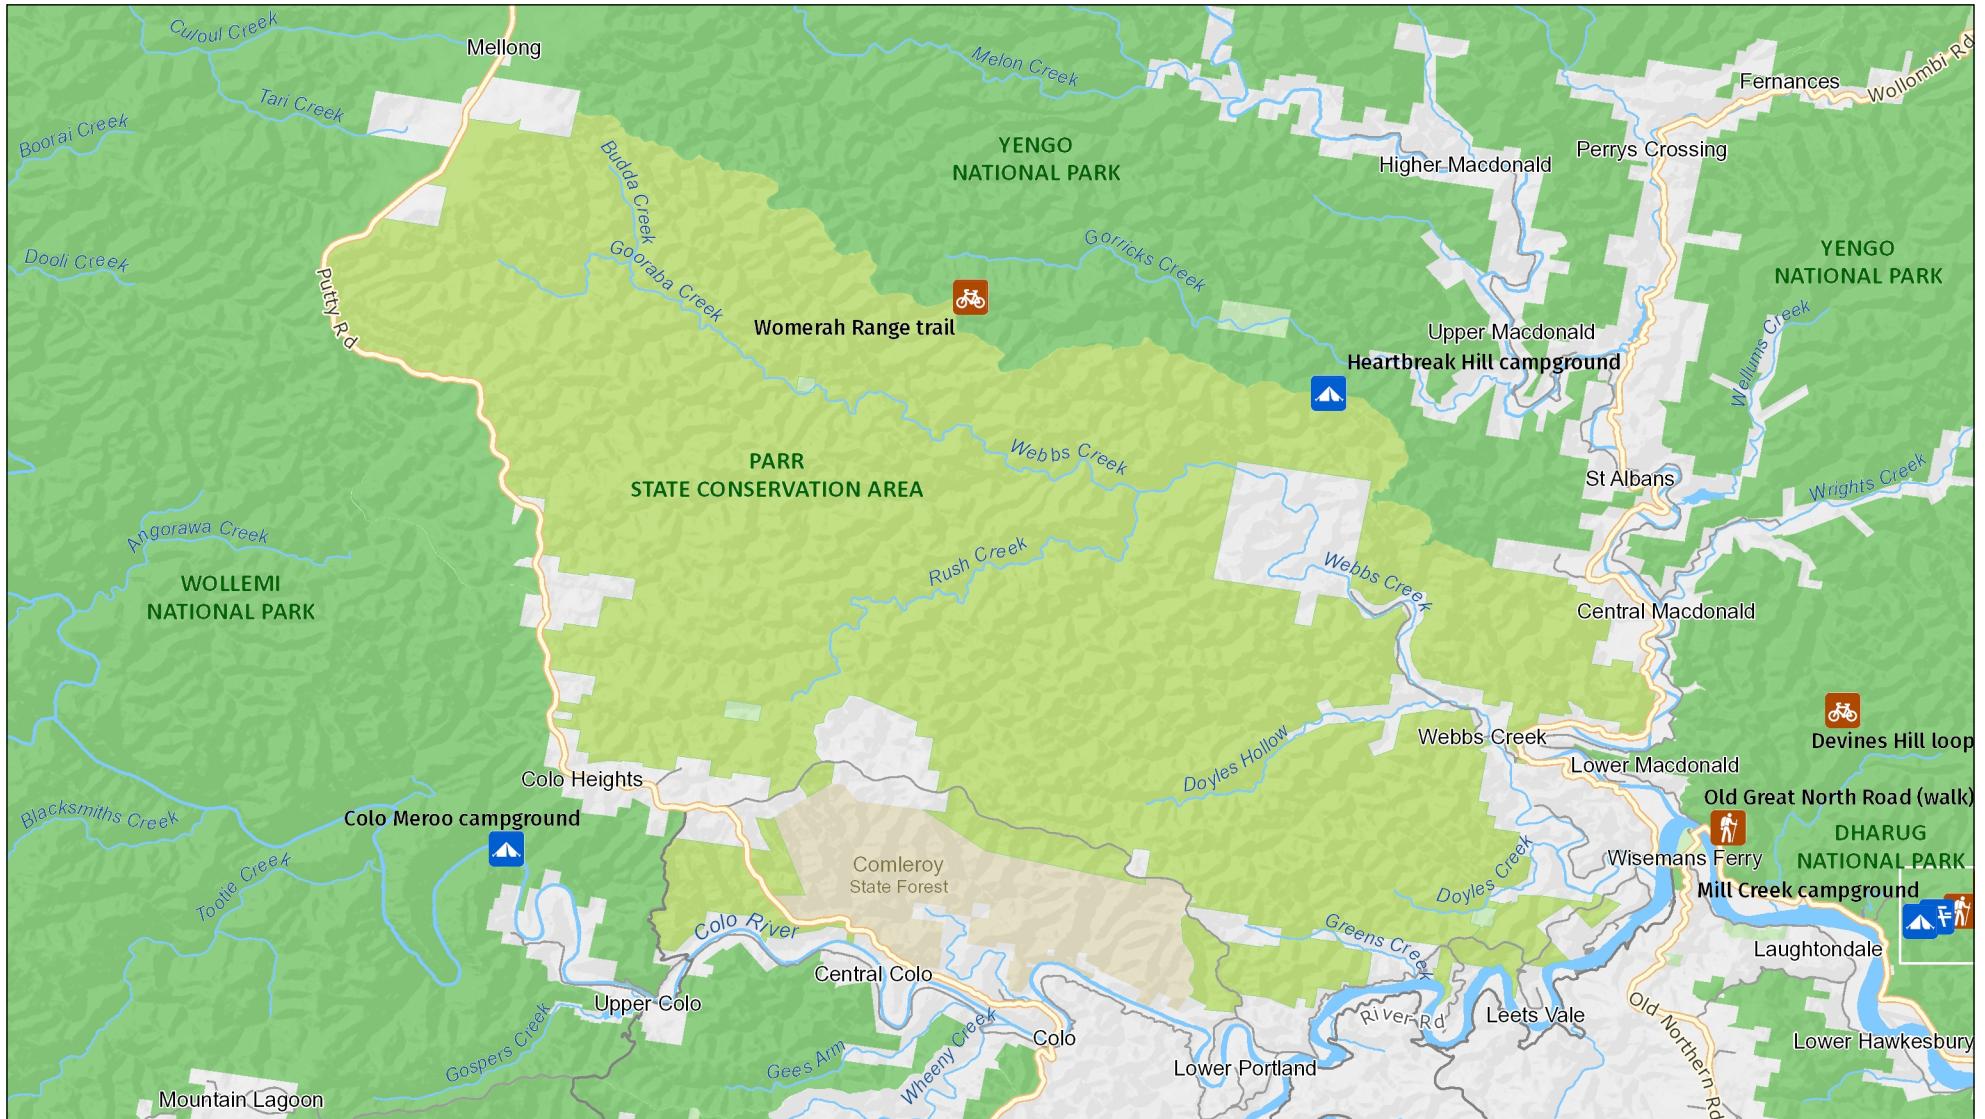 Culoul Creek
Mellong
Melon Creek
Fernances
Wollombi Rd
Tari Creek
Boorai Creek
YENGO
NATIONAL PARK
Higher Macdonald
Perrys Crossing
Budda Creek
Gooraba Creek
Gorricks Creek
YENGO
NATIONAL PARK
Dooli Creek
Putty Rd
Womerah Range trail
Upper Macdonald
Heartbreak Hill campground
Wellums Creek
Webbs Creek
PARR
STATE CONSERVATION AREA
St Albans
Wrights Creek
Angorawa Creek
Rush Creek
Webbs Creek
WOLLEMI
NATIONAL PARK
Central Macdonald
Webbs Creek
Devines Hill loop
Doyles Hollow
Lower Macdonald
Colo Heights
Old Great North Road (walk)
Blacksmiths Creek
Colo Meroo campground
DHARUG
NATIONAL PARK
Comleroy
State Forest
Wisemans Ferry
Tootie Creek
Doyles Creek
Mill Creek campground
Colo River
Greens Creek
Laughtondale
Central Colo
Upper Colo
River Rd
Leets Vale
Old Northern Rd
Gospers Creek
Gees Arm
Wheeny Creek
Colo
Lower Hawkesbury
Lower Portland
Mountain Lagoon